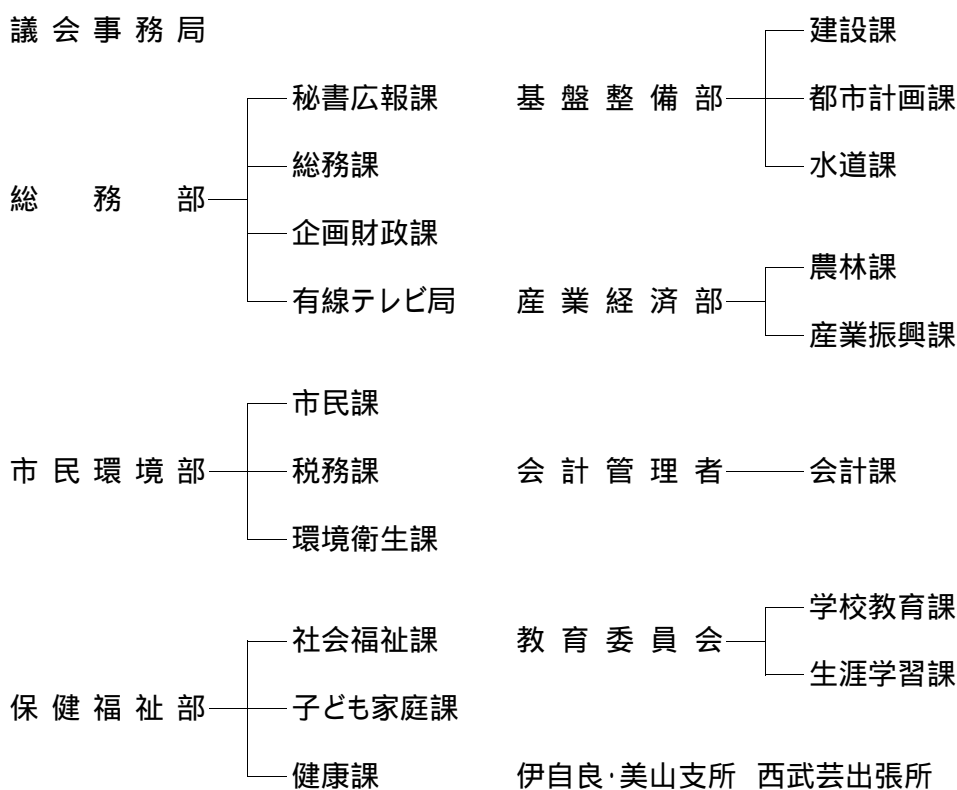 議会事務局
総務部
秘書広報課
総務課
企画財政課
有線テレビ局
市民環境部
市民課
税務課
環境衛生課
保健福祉部
社会福祉課
子ども家庭課
健康課
基盤整備部
建設課
都市計画課
水道課
産業経済部
農林課
産業振興課
会計管理者
会計課
教育委員会
学校教育課
生涯学習課
伊自良・美山支所 西武芸出張所